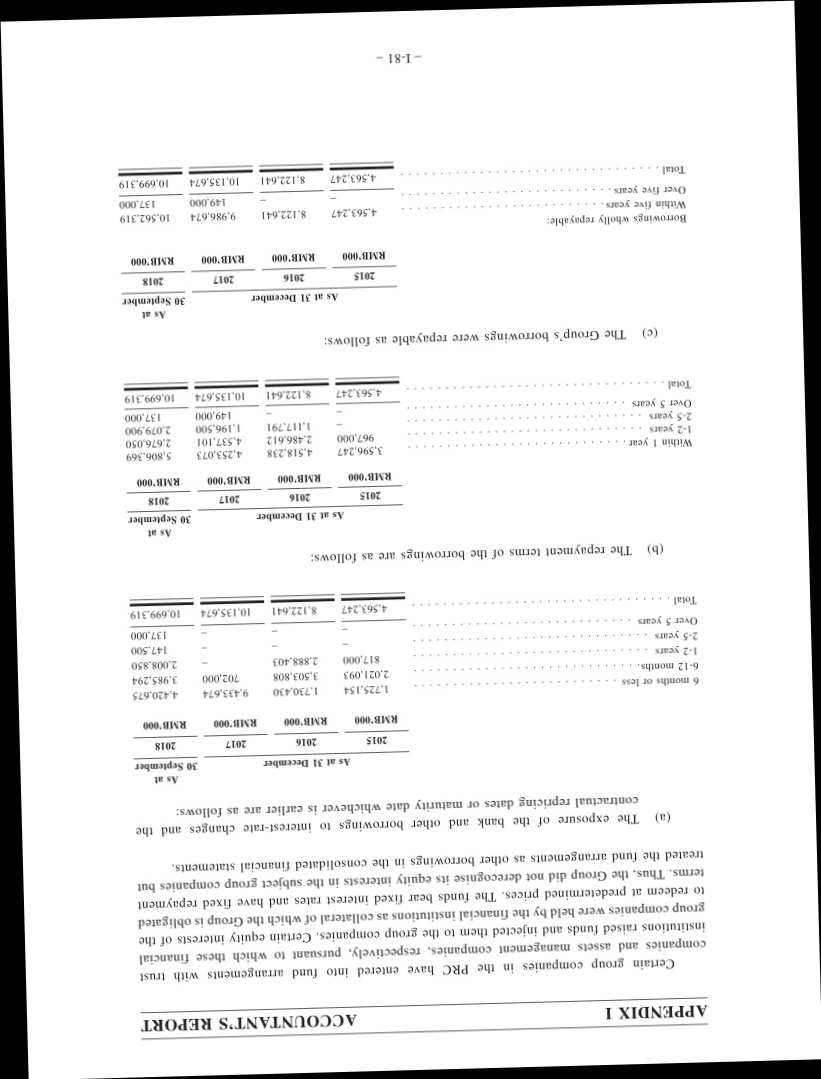 APPENDIX I ACCOUNTANT'S REPORT
Certain group companies in the PRC have entered into fund arrangements with trust
companies and assets management companies, respectively, pursuant to which these financial
institutions raised funds and injected them to the group companies. Certain equity interests of the
group companies were held by the financial institutions as collateral of which the Group is obligated
to redeem at predetermined prices. The funds bear fixed interest rates and have fixed repayment
terms. Thus, the Group did not derecognise its equity interests in the subject group companies but
treated the fund arrangements as other borrowings in the consolidated financial statements.
(a) The exposure of the bank and other borrowings to interest-rate changes and the
contractual repricing dates or maturity date whichever is earlier are as follows:
As at
As at 31 December 30 September
2015 2016 2017 2018
RMB'000 RMB'000 RMB'000 RMB'000
6 months or less 1,725,154 1,730,430 9,433,674 4,420,675
6-12 months 2,021,093 3,503,808 702,000 3,985,294
1-2 years 817,000 2,888,403 – 2,008,850
2-5 years – – – 147,500
Over 5 years – – – 137,000
Total 4,563,247 8,122,641 10,135,674 10,699,319
(b) The repayment terms of the borrowings are as follows:
As at
As at 31 December 30 September
2015 2016 2017 2018
RMB'000 RMB'000 RMB'000 RMB'000
Within 1 year 3,596,247 4,518,238 4,253,073 5,806,369
1-2 years 967,000 2,486,612 4,537,101 2,676,050
2-5 years – 1,117,791 1,196,500 2,079,900
Over 5 years – – 149,000 137,000
Total 4,563,247 8,122,641 10,135,674 10,699,319
(c) The Group's borrowings were repayable as follows:
As at
As at 31 December 30 September
2015 2016 2017 2018
RMB'000 RMB'000 RMB'000 RMB'000
Borrowings wholly repayable:
Within five years 4,563,247 8,122,641 9,986,674 10,562,319
Over five years – – 149,000 137,000
Total 4,563,247 8,122,641 10,135,674 10,699,319
– I-81 –